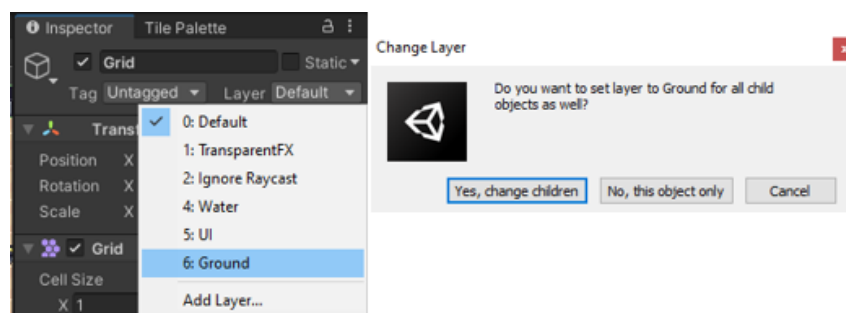 Inspector Tile Palette
Grid Static
Tag Untagged Layer Default
0: Default
1: TransparentFX
2: Ignore Raycast
4: Water
5: UI
6: Ground
Add Layer...
Transf
Position X
Rotation X
Scale X
Grid
Cell Size
X 1
Change Layer
Do you want to set layer to Ground for all child
objects as well?
Yes, change children No, this object only Cancel